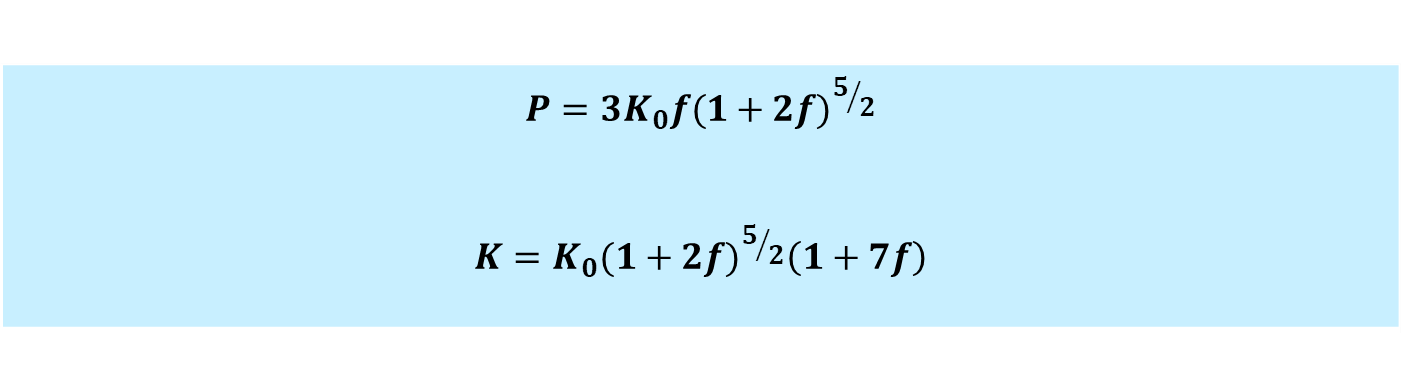 P = 3K₀f(1 + 2f)^5/2
K = K₀(1 + 2f)^5/2(1 + 7f)